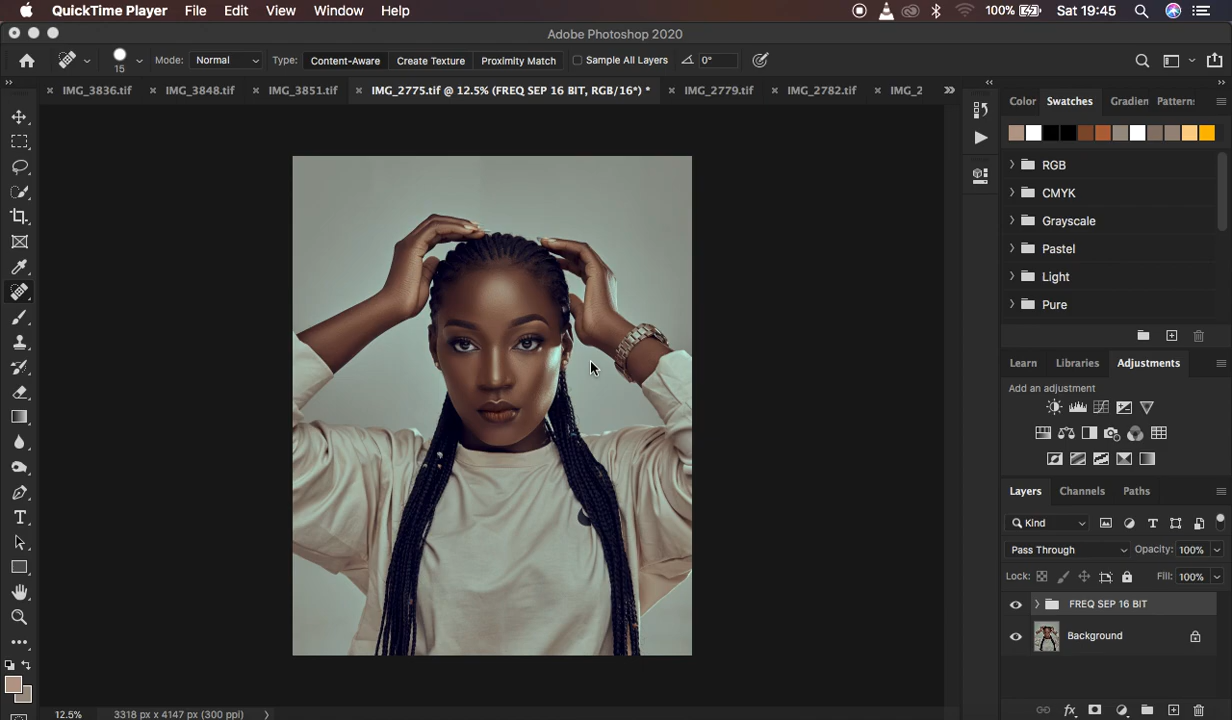 QuickTime Player File Edit View Window Help 100% Sat 19:45
Adobe Photoshop 2020
15 Mode: Normal Type: Content-Aware Create Texture Proximity Match Sample All Layers 0°
IMG_3836.tif IMG_3848.tif IMG_3851.tif IMG_2775.tif @ 12.5% (FREQ SEP 16 BIT, RGB/16*) * IMG_2779.tif IMG_2782.tif IMG_2
Color Swatches Gradien Pattern:
RGB
CMYK
Grayscale
Pastel
Light
Pure
Learn Libraries Adjustments
Add an adjustment
Layers Channels Paths
Kind
Pass Through Opacity: 100%
Lock: Fill: 100%
FREQ SEP 16 BIT
Background
12.5% 3318 px x 4147 px (300 ppi)